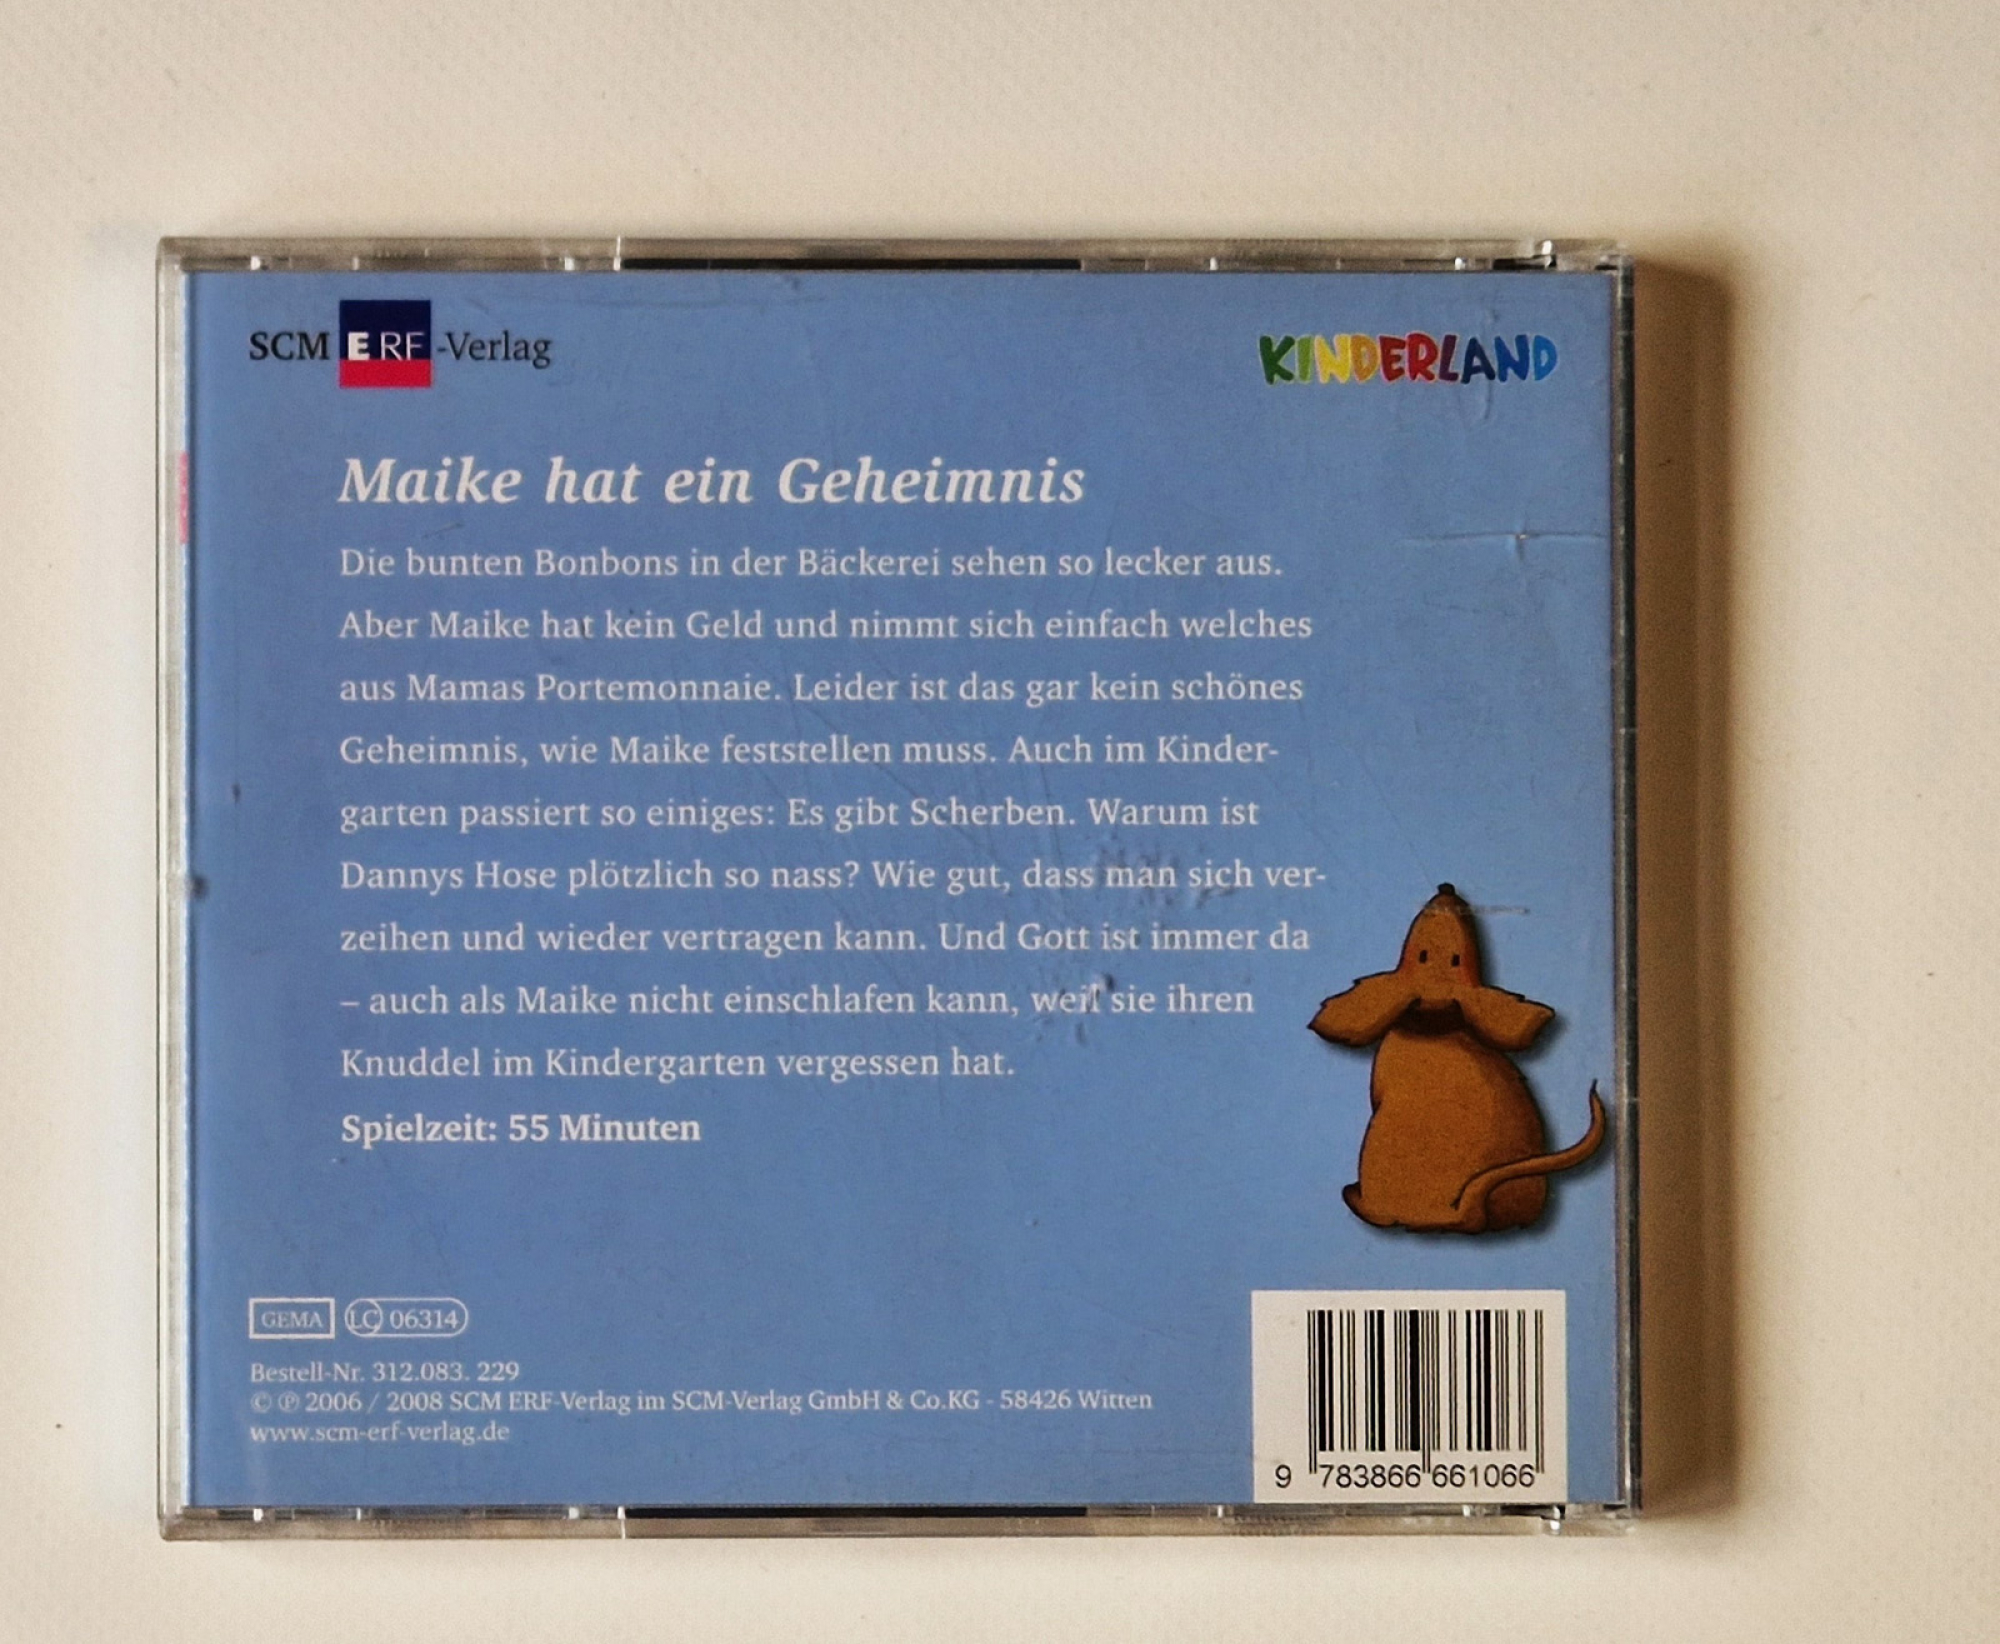 SCM ERF-Verlag
KINDERLAND
Maike hat ein Geheimnis
Die bunten Bonbons in der Bäckerei sehen so lecker aus.
Aber Maike hat kein Geld und nimmt sich einfach welches
aus Mamas Portemonnaie. Leider ist das gar kein schönes
Geheimnis, wie Maike feststellen muss. Auch im Kinder-
garten passiert so einiges: Es gibt Scherben. Warum ist
Dannys Hose plötzlich so nass? Wie gut, dass man sich ver-
zeihen und wieder vertragen kann. Und Gott ist immer da
– auch als Maike nicht einschlafen kann, weil sie ihren
Knuddel im Kindergarten vergessen hat.
Spielzeit: 55 Minuten
GEMA LC 06314
Bestell-Nr. 312.083. 229
© ℗ 2006 / 2008 SCM ERF-Verlag im SCM-Verlag GmbH & Co.KG - 58426 Witten
www.scm-erf-verlag.de
9 783866 661066